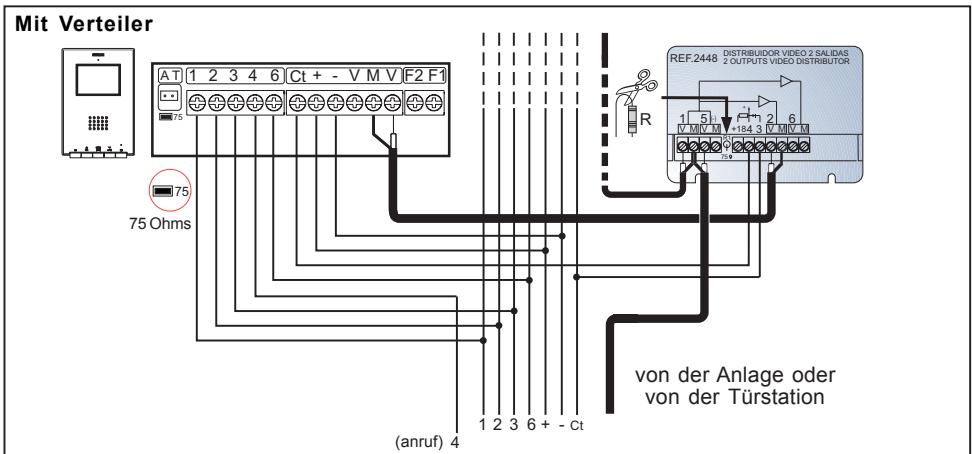 Mit Verteiler
A T 1 2 3 4 6 Ct + - V M V F2 F1
75
75
75 Ohms
R
REF.2448 DISTRIBUIDOR VIDEO 2 SALIDAS
2 OUTPUTS VIDEO DISTRIBUTOR
1 5 (-) +18 4 3 2 6
V M V M V M V M
75
von der Anlage oder
von der Türstation
1 2 3 6 + - Ct
(anruf) 4